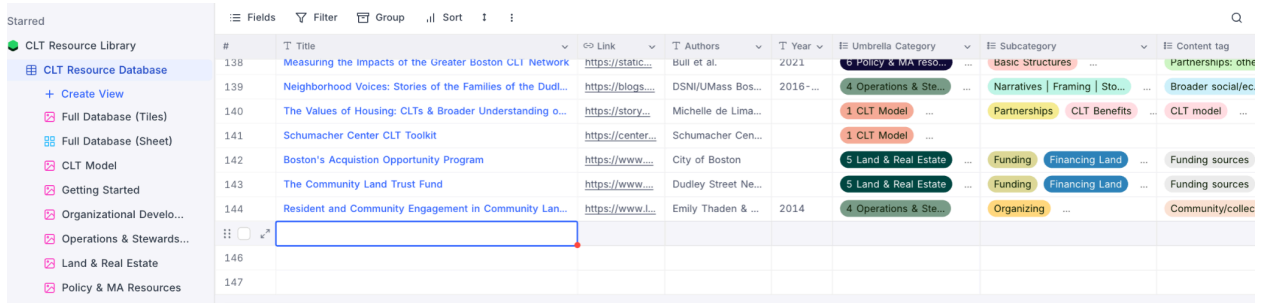 Starred
CLT Resource Library
CLT Resource Database
+ Create View
Full Database (Tiles)
Full Database (Sheet)
CLT Model
Getting Started
Organizational Develo...
Operations & Stewards...
Land & Real Estate
Policy & MA Resources
Fields Filter Group Sort
# Title Link Authors Year Umbrella Category Subcategory Content tag
138 Measuring the Impacts of the Greater Boston CLT Network https://static... Bull et al. 2021 6 Policy & MA reso... Basic Structures ... Partnerships: othe
139 Neighborhood Voices: Stories of the Families of the Dudl... https://blogs.... DSNI/UMass Bos... 2016-... 4 Operations & Ste... Narratives | Framing | Sto... ... Broader social/ec.
140 The Values of Housing: CLTs & Broader Understanding o... https://story... Michelle de Lima... 1 CLT Model ... Partnerships CLT Benefits ... CLT model ...
141 Schumacher Center CLT Toolkit https://center... Schumacher Cen... 1 CLT Model ...
142 Boston's Acquistion Opportunity Program https://www.... City of Boston 5 Land & Real Estate ... Funding Financing Land ... Funding sources
143 The Community Land Trust Fund https://www.... Dudley Street Ne... 5 Land & Real Estate ... Funding Financing Land ... Funding sources
144 Resident and Community Engagement in Community Lan... https://www.l... Emily Thaden & ... 2014 4 Operations & Ste... ... Organizing ... Community/collec
146
147